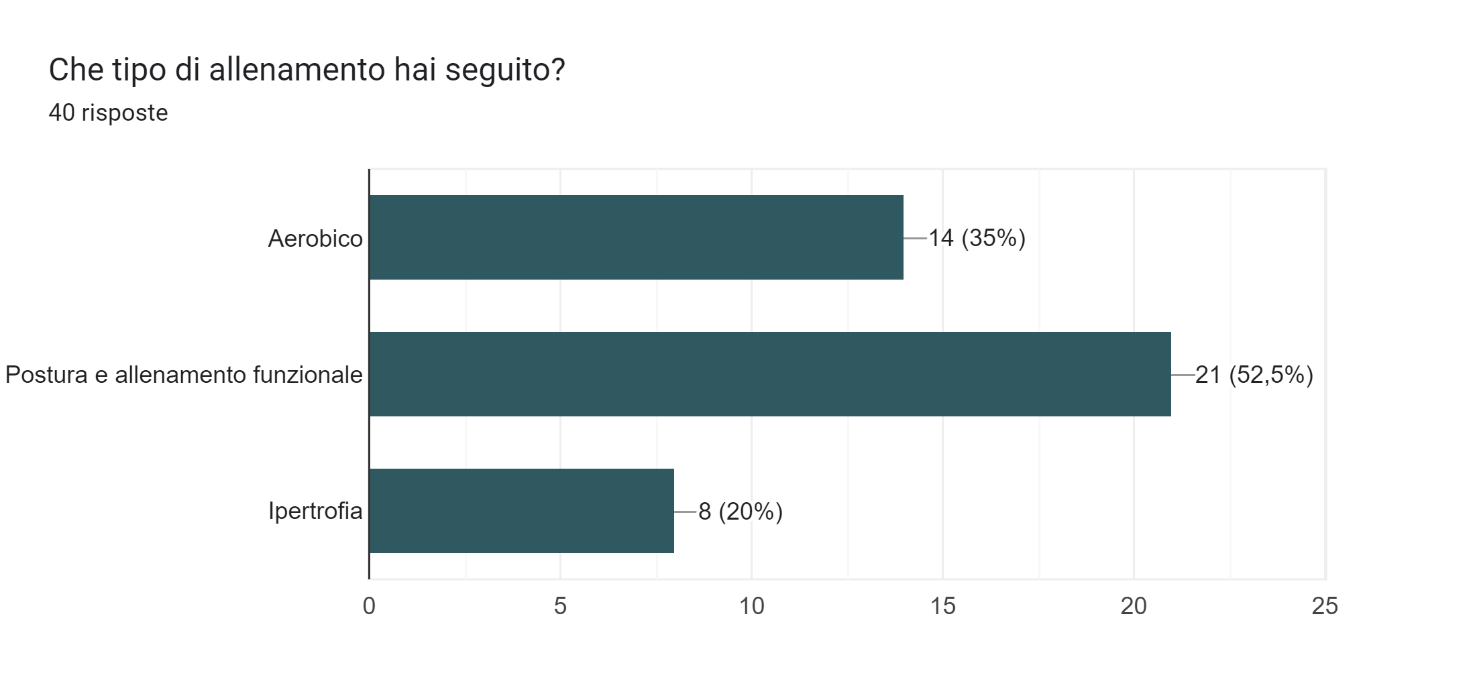 Che tipo di allenamento hai seguito?
40 risposte
Aerobico
14 (35%)
Postura e allenamento funzionale
21 (52,5%)
Ipertrofia
8 (20%)
0 5 10 15 20 25